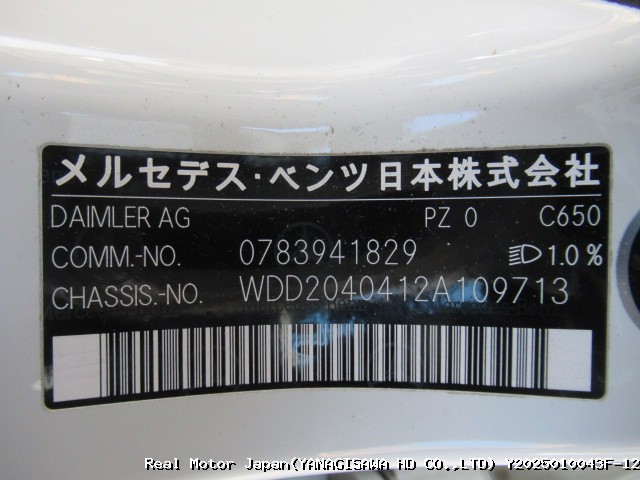 メルセデス・ベンツ日本株式会社
DAIMLER AG PZ 0 C650
COMM.-NO. 0783941829 1.0%
CHASSIS.-NO. WDD2040412A109713
Real Motor Japan(YANAGISAWA HD CO.,LTD) Y2025010043F-12